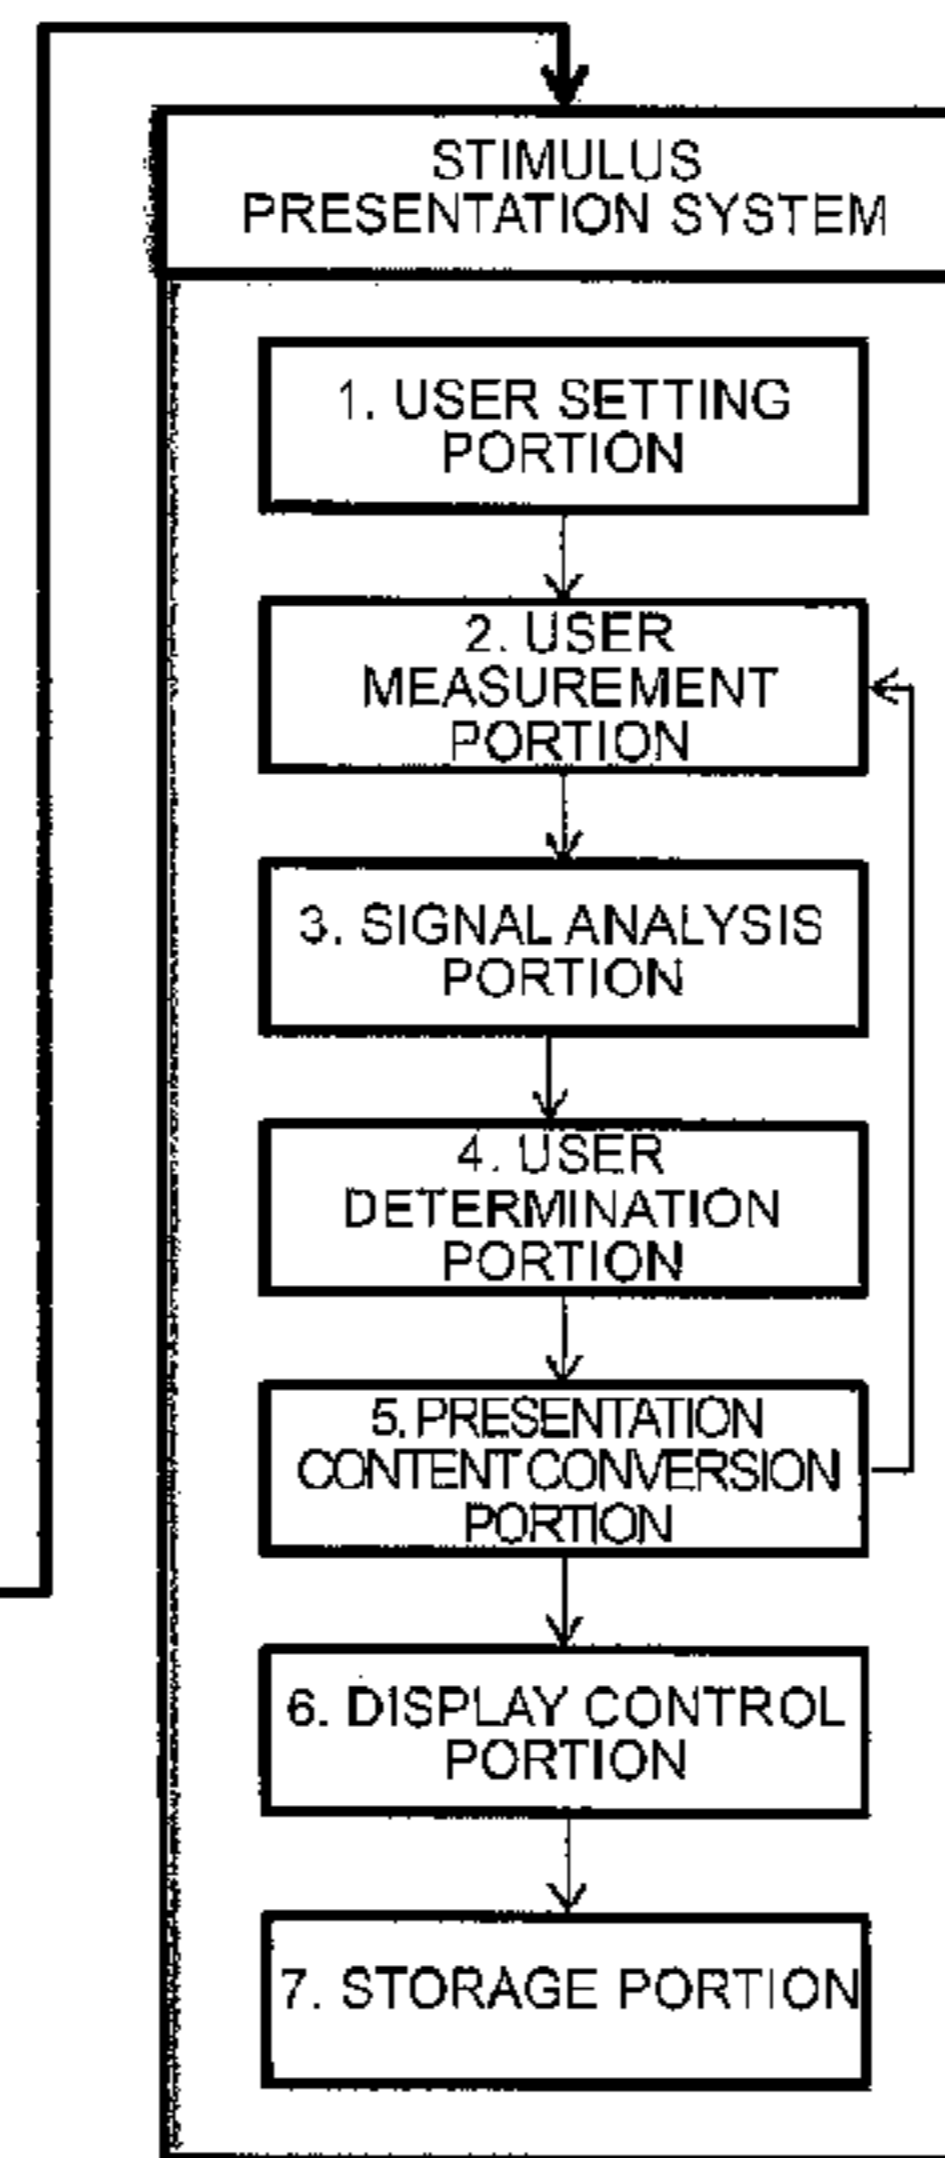 STIMULUS
PRESENTATION SYSTEM
1. USER SETTING
PORTION
2. USER
MEASUREMENT
PORTION
3. SIGNAL ANALYSIS
PORTION
4. USER
DETERMINATION
PORTION
5. PRESENTATION
CONTENT CONVERSION
PORTION
6. DISPLAY CONTROL
PORTION
7. STORAGE PORTION